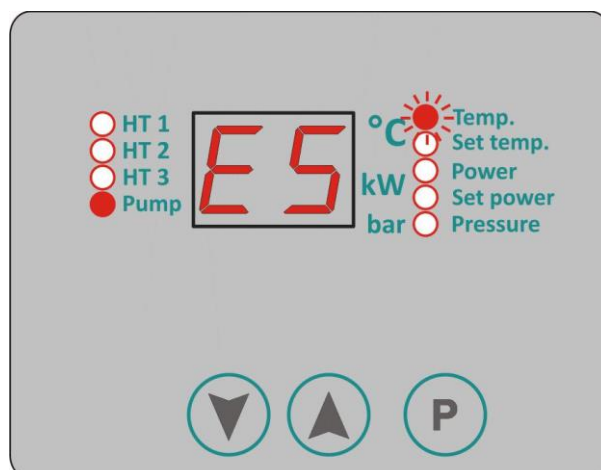 HT 1
HT 2
HT 3
Pump
E5
°C
kW
bar
Temp.
Set temp.
Power
Set power
Pressure
P